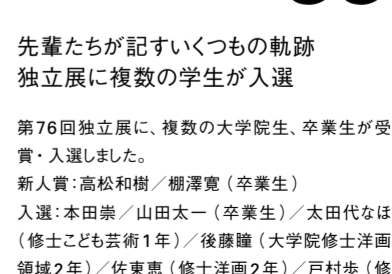 先輩たちが記すいくつもの軌跡
独立展に複数の学生が入選
第76回独立展に、複数の大学院生、卒業生が受
賞・入選しました。
新人賞：高松和樹／棚澤寛（卒業生）
入選：本田崇／山田太一（卒業生）／太田代なほ
（修士こども芸術1年）／後藤瞳（大学院修士洋画
領域2年）／佐東恵（修士洋画2年）／戸村歩（修